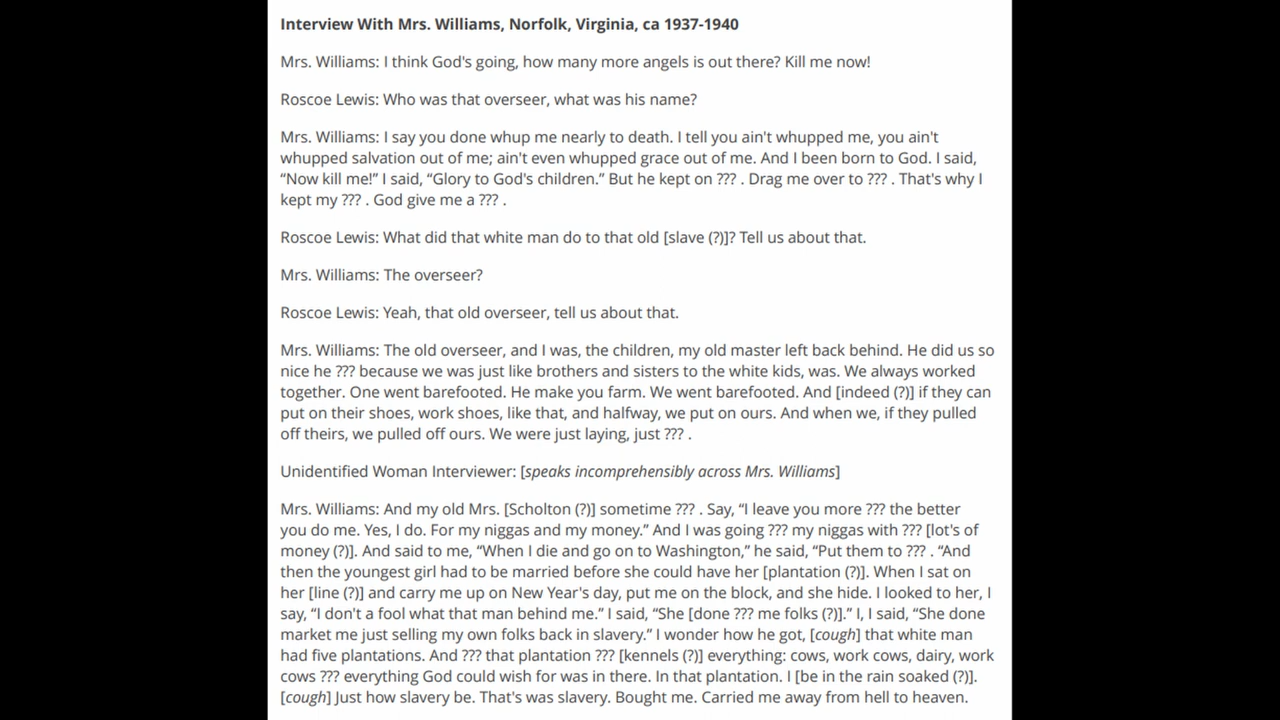 Interview With Mrs. Williams, Norfolk, Virginia, ca 1937-1940
Mrs. Williams: I think God's going, how many more angels is out there? Kill me now!
Roscoe Lewis: Who was that overseer, what was his name?
Mrs. Williams: I say you done whup me nearly to death. I tell you ain't whupped me, you ain't
whupped salvation out of me; ain't even whupped grace out of me. And I been born to God. I said,
“Now kill me!” I said, “Glory to God's children.” But he kept on ??? . Drag me over to ??? . That's why I
kept my ??? . God give me a ??? .
Roscoe Lewis: What did that white man do to that old [slave (?)]? Tell us about that.
Mrs. Williams: The overseer?
Roscoe Lewis: Yeah, that old overseer, tell us about that.
Mrs. Williams: The old overseer, and I was, the children, my old master left back behind. He did us so
nice he ??? because we was just like brothers and sisters to the white kids, was. We always worked
together. One went barefooted. He make you farm. We went barefooted. And [indeed (?)] if they can
put on their shoes, work shoes, like that, and halfway, we put on ours. And when we, if they pulled
off theirs, we pulled off ours. We were just laying, just ??? .
Unidentified Woman Interviewer: [speaks incomprehensibly across Mrs. Williams]
Mrs. Williams: And my old Mrs. [Scholton (?)] sometime ??? . Say, “I leave you more ??? the better
you do me. Yes, I do. For my niggas and my money.” And I was going ??? my niggas with ??? [lot's of
money (?)]. And said to me, “When I die and go on to Washington,” he said, “Put them to ??? . “And
then the youngest girl had to be married before she could have her [plantation (?)]. When I sat on
her [line (?)] and carry me up on New Year's day, put me on the block, and she hide. I looked to her, I
say, “I don't a fool what that man behind me.” I said, “She [done ??? me folks (?)].” I, I said, “She done
market me just selling my own folks back in slavery.” I wonder how he got, [cough] that white man
had five plantations. And ??? that plantation ??? [kennels (?)] everything: cows, work cows, dairy, work
cows ??? everything God could wish for was in there. In that plantation. I [be in the rain soaked (?)].
[cough] Just how slavery be. That's was slavery. Bought me. Carried me away from hell to heaven.